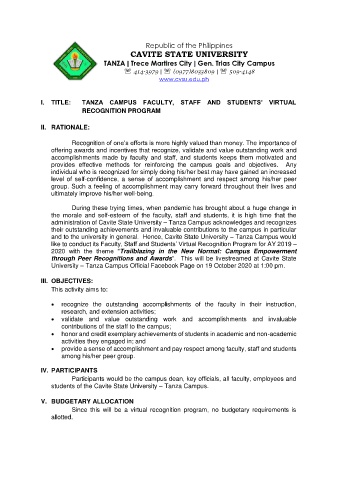 Republic of the Philippines
CAVITE STATE UNIVERSITY
TANZA | Trece Martires City | Gen. Trias City Campus
☏ 414-3979 | ☏ (0977)8035809 | ☏ 509-4148
www.cvsu.edu.ph
I. TITLE: TANZA CAMPUS FACULTY, STAFF AND STUDENTS' VIRTUAL
RECOGNITION PROGRAM
II. RATIONALE:
Recognition of one's efforts is more highly valued than money. The importance of
offering awards and incentives that recognize, validate and value outstanding work and
accomplishments made by faculty and staff, and students keeps them motivated and
provides effective methods for reinforcing the campus goals and objectives. Any
individual who is recognized for simply doing his/her best may have gained an increased
level of self-confidence, a sense of accomplishment and respect among his/her peer
group. Such a feeling of accomplishment may carry forward throughout their lives and
ultimately improve his/her well-being.
During these trying times, when pandemic has brought about a huge change in
the morale and self-esteem of the faculty, staff and students, it is high time that the
administration of Cavite State University – Tanza Campus acknowledges and recognizes
their outstanding achievements and invaluable contributions to the campus in particular
and to the university in general. Hence, Cavite State University – Tanza Campus would
like to conduct its Faculty, Staff and Students' Virtual Recognition Program for AY 2019 –
2020 with the theme "Trailblazing in the New Normal: Campus Empowerment
through Peer Recognitions and Awards". This will be livestreamed at Cavite State
University – Tanza Campus Official Facebook Page on 19 October 2020 at 1:00 pm.
III. OBJECTIVES:
This activity aims to:
• recognize the outstanding accomplishments of the faculty in their instruction,
research, and extension activities;
• validate and value outstanding work and accomplishments and invaluable
contributions of the staff to the campus;
• honor and credit exemplary achievements of students in academic and non-academic
activities they engaged in; and
• provide a sense of accomplishment and pay respect among faculty, staff and students
among his/her peer group.
IV. PARTICIPANTS
Participants would be the campus dean, key officials, all faculty, employees and
students of the Cavite State University – Tanza Campus.
V. BUDGETARY ALLOCATION
Since this will be a virtual recognition program, no budgetary requirements is
allotted.